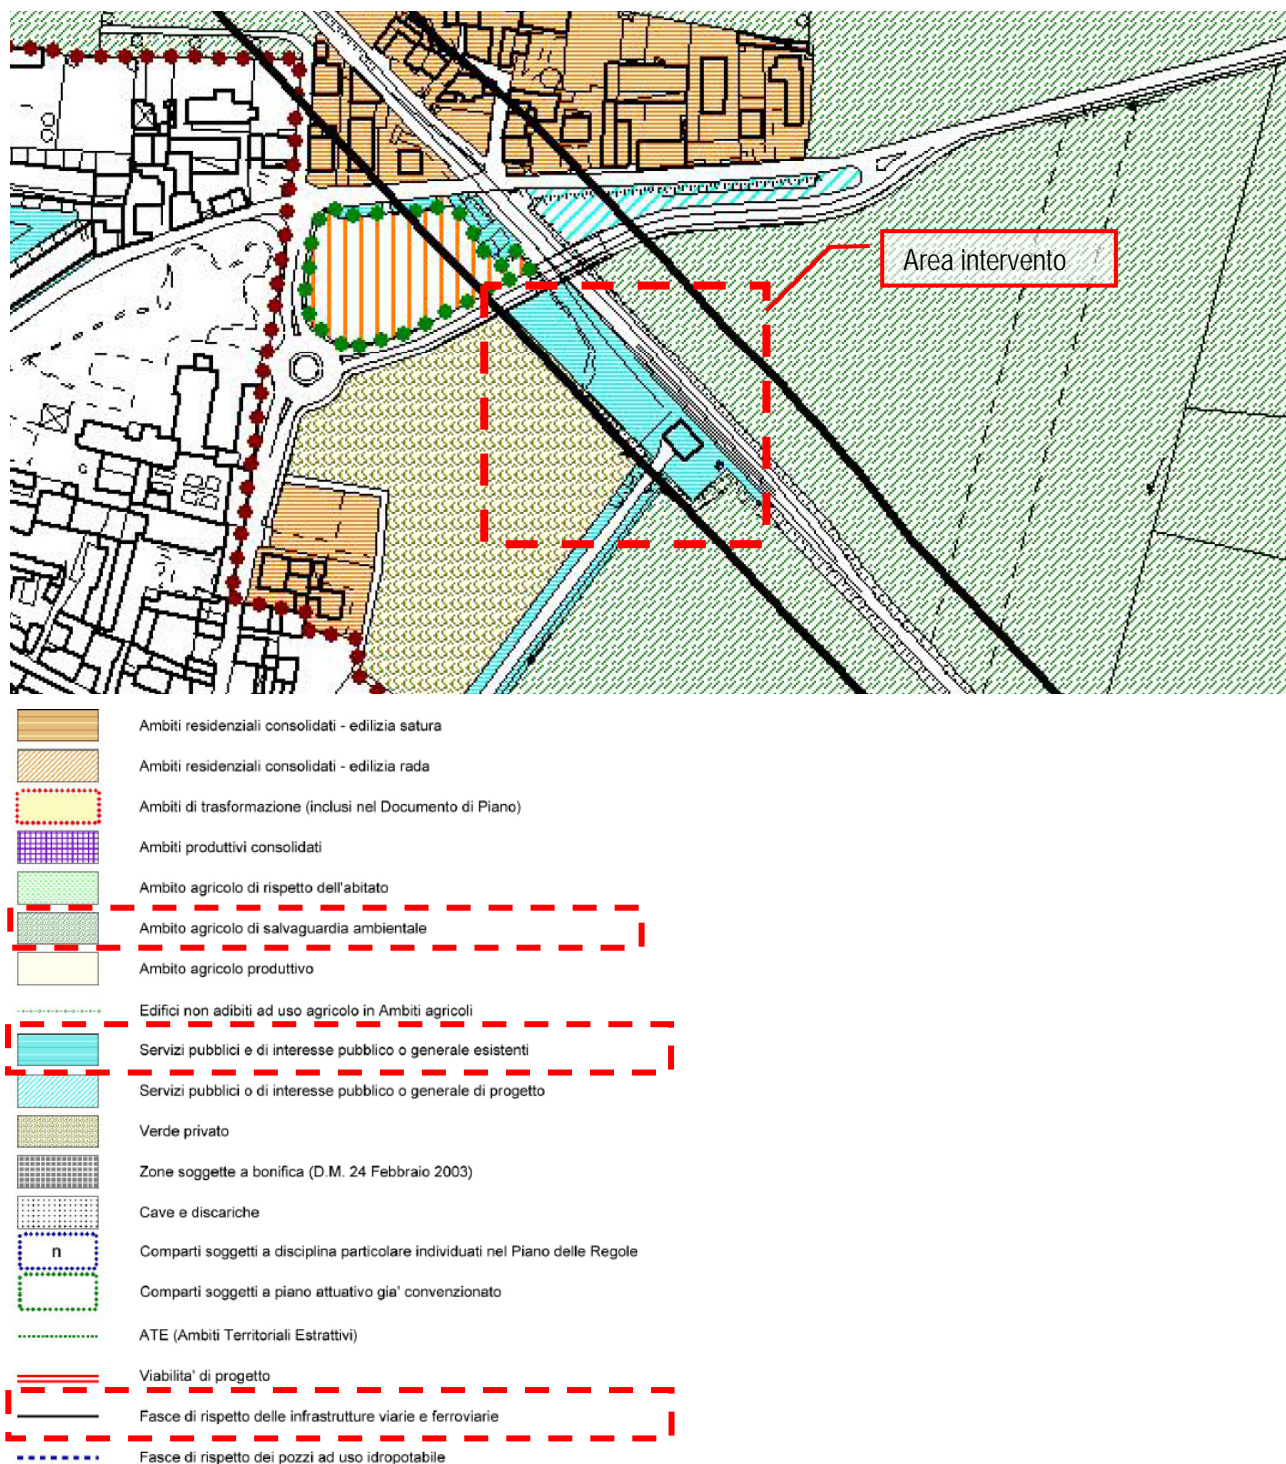 Area intervento
Ambiti residenziali consolidati - edilizia satura
Ambiti residenziali consolidati - edilizia rada
Ambiti di trasformazione (inclusi nel Documento di Piano)
Ambiti produttivi consolidati
Ambito agricolo di rispetto dell'abitato
Ambito agricolo di salvaguardia ambientale
Ambito agricolo produttivo
Edifici non adibiti ad uso agricolo in Ambiti agricoli
Servizi pubblici e di interesse pubblico o generale esistenti
Servizi pubblici o di interesse pubblico o generale di progetto
Verde privato
Zone soggette a bonifica (D.M. 24 Febbraio 2003)
Cave e discariche
n Comparti soggetti a disciplina particolare individuati nel Piano delle Regole
Comparti soggetti a piano attuativo gia' convenzionato
ATE (Ambiti Territoriali Estrattivi)
Viabilita' di progetto
Fasce di rispetto delle infrastrutture viarie e ferroviarie
Fasce di rispetto dei pozzi ad uso idropotabile